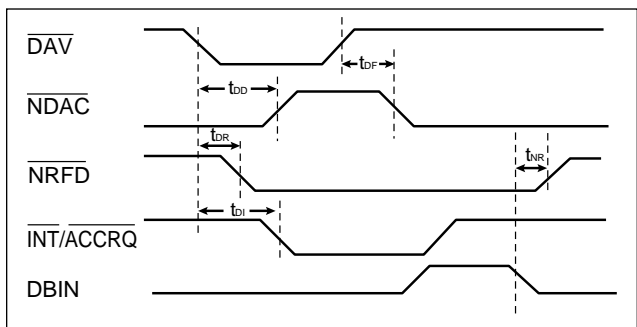 DAV
tDF
tDD
NDAC
tDR
NRFD
tNR
tDI
INT/ACCRQ
DBIN